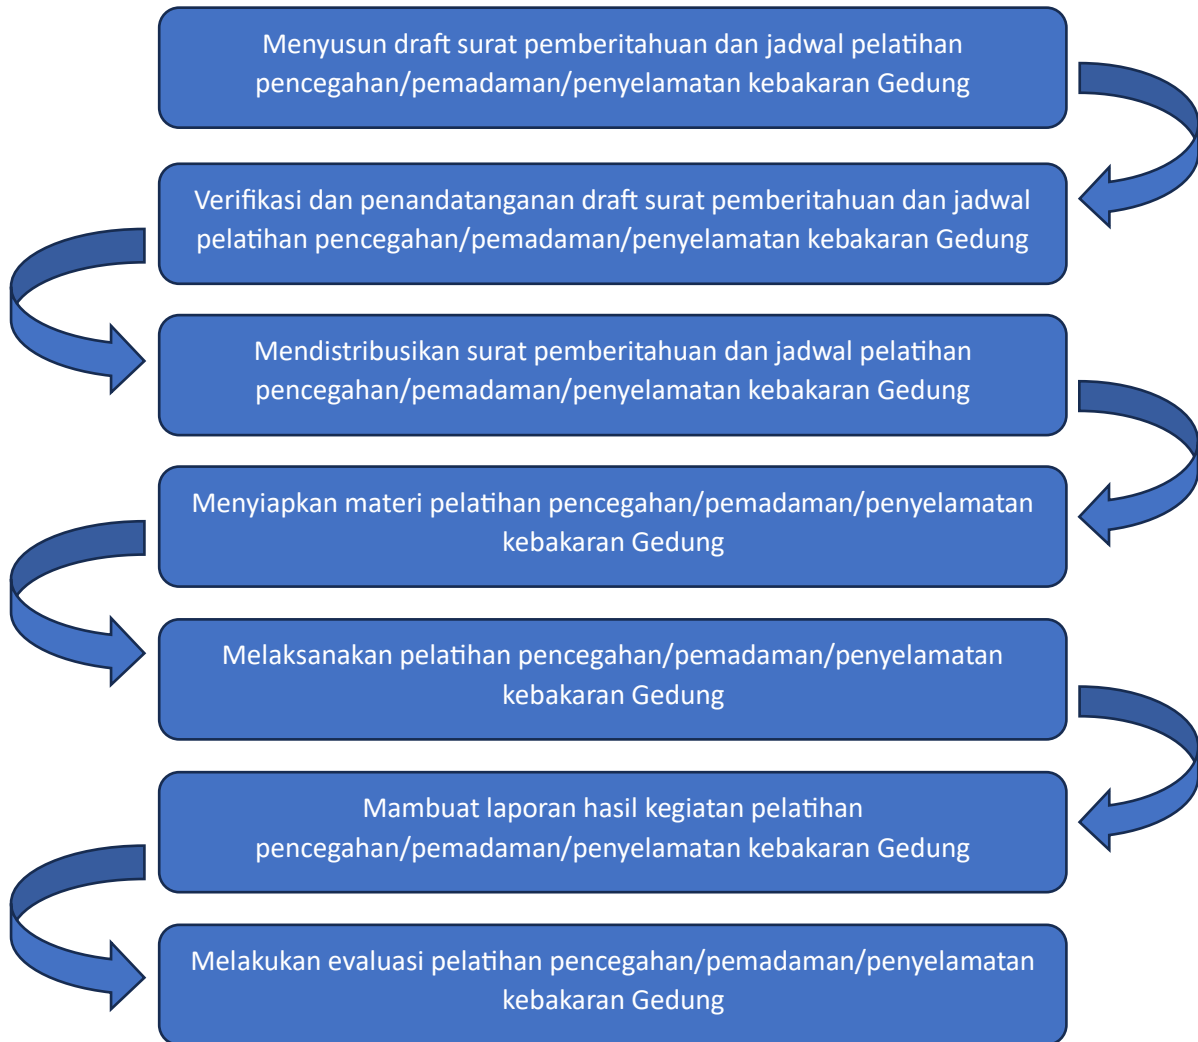 Menyusun draft surat pemberitahuan dan jadwal pelatihan
pencegahan/pemadaman/penyelamatan kebakaran Gedung
Verifikasi dan penandatanganan draft surat pemberitahuan dan jadwal
pelatihan pencegahan/pemadaman/penyelamatan kebakaran Gedung
Mendistribusikan surat pemberitahuan dan jadwal pelatihan
pencegahan/pemadaman/penyelamatan kebakaran Gedung
Menyiapkan materi pelatihan pencegahan/pemadaman/penyelamatan
kebakaran Gedung
Melaksanakan pelatihan pencegahan/pemadaman/penyelamatan
kebakaran Gedung
Mambuat laporan hasil kegiatan pelatihan
pencegahan/pemadaman/penyelamatan kebakaran Gedung
Melakukan evaluasi pelatihan pencegahan/pemadaman/penyelamatan
kebakaran Gedung